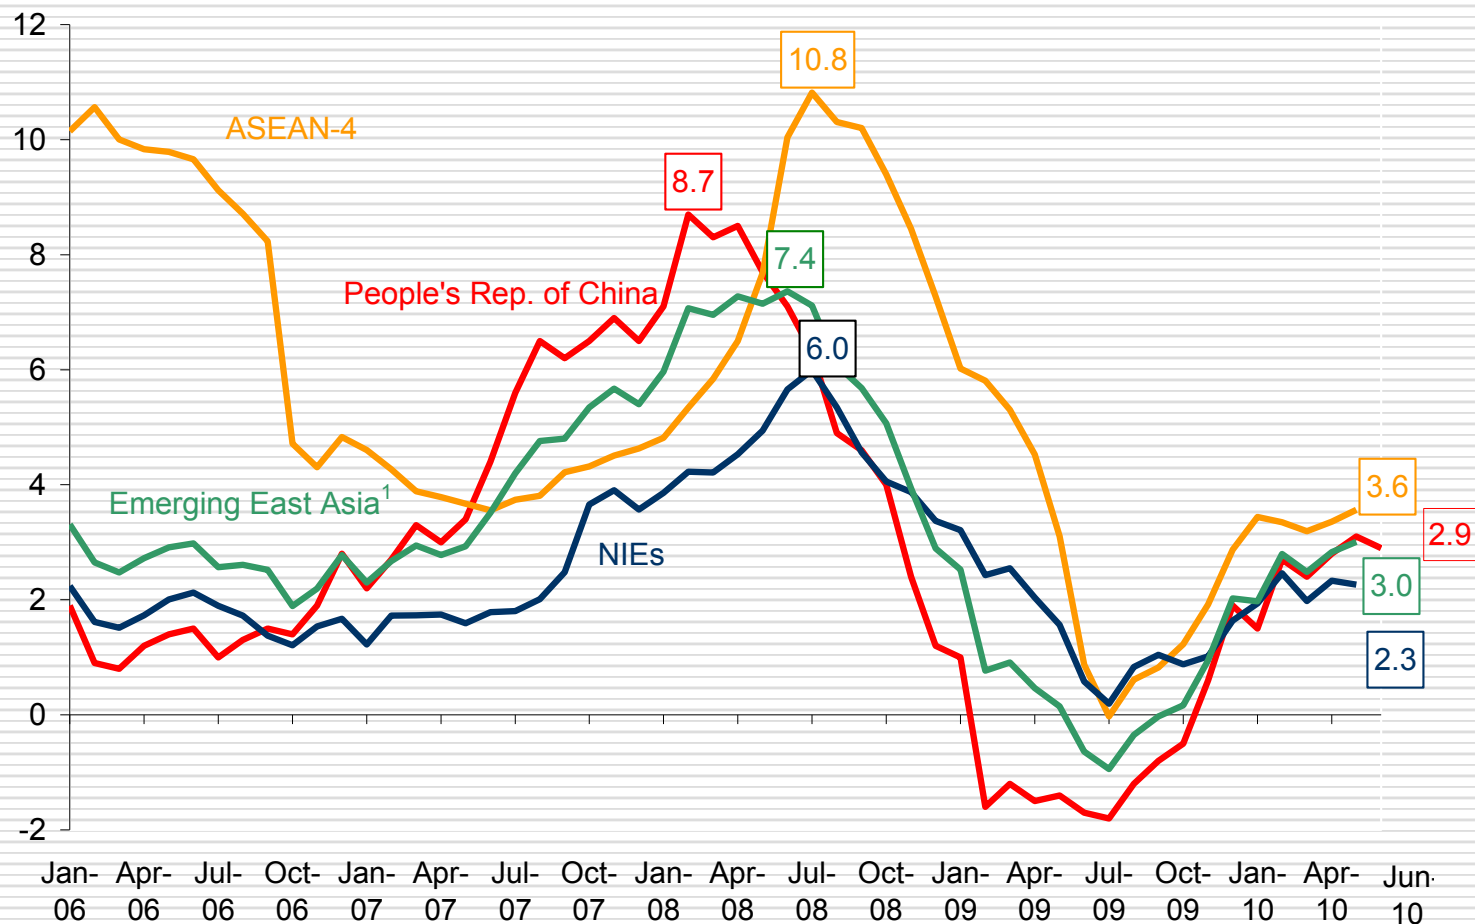 12
10.8
ASEAN-4
10
8.7
8
7.4
People's Rep. of China
6.0
6
3.6
4
Emerging East Asia1
2.9
NIEs
3.0
2
2.3
0
-2
Jan- Apr- Jul- Oct- Jan- Apr- Jul- Oct- Jan- Apr- Jul- Oct- Jan- Apr- Jul- Oct- Jan- Apr- Jun-
06 06 06 06 07 07 07 07 08 08 08 08 09 09 09 09 10 10 10